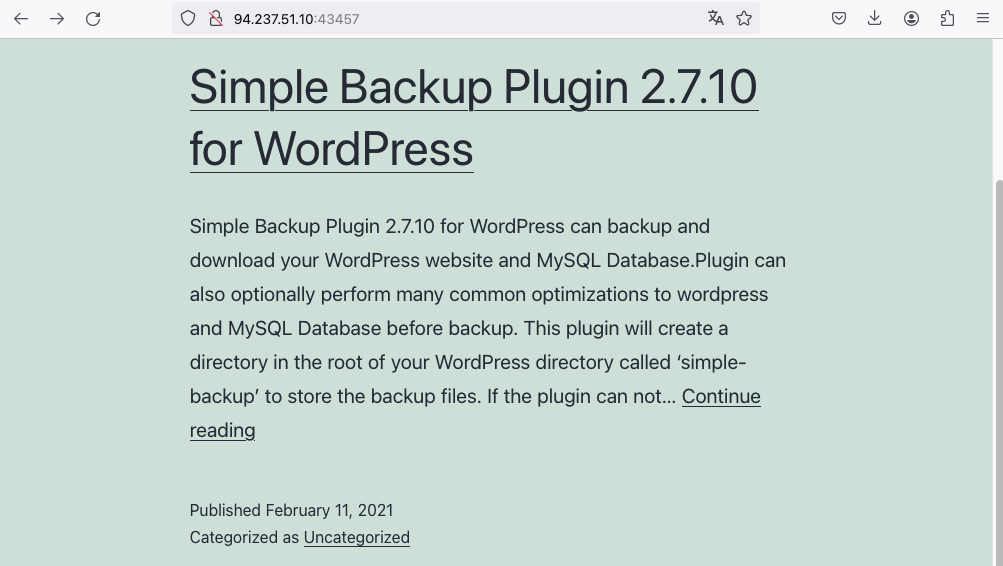 94.237.51.10:43457
Simple Backup Plugin 2.7.10
for WordPress
Simple Backup Plugin 2.7.10 for WordPress can backup and
download your WordPress website and MySQL Database.Plugin can
also optionally perform many common optimizations to wordpress
and MySQL Database before backup. This plugin will create a
directory in the root of your WordPress directory called ‘simple-
backup’ to store the backup files. If the plugin can not… Continue
reading
Published February 11, 2021
Categorized as Uncategorized